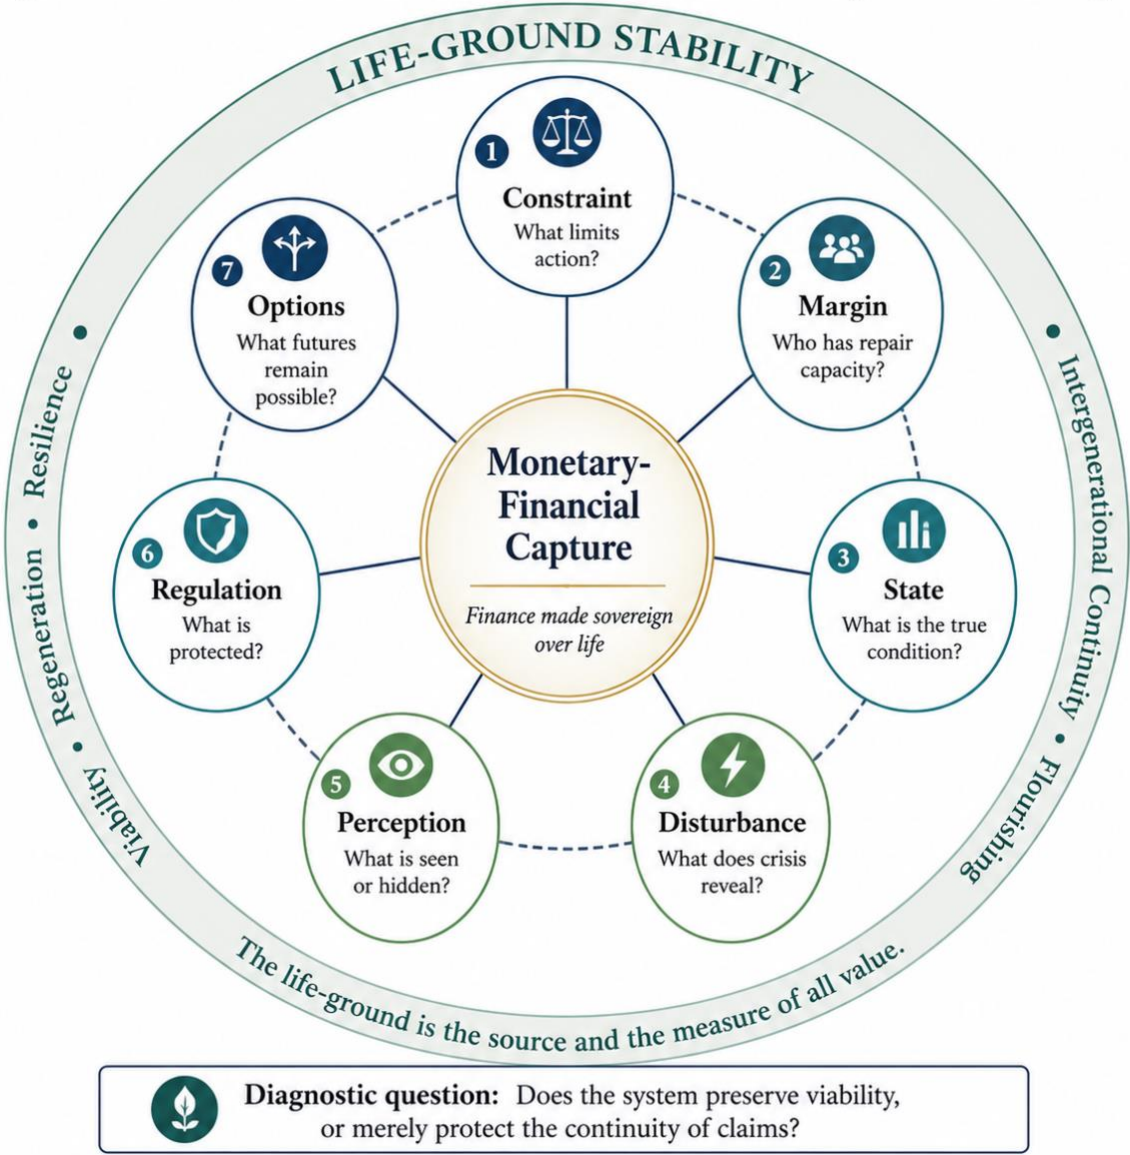 LIFE-GROUND STABILITY
1
Constraint
What limits
action?
2
Margin
Who has repair
capacity?
3
State
What is the true
condition?
4
Disturbance
What does crisis
reveal?
5
Perception
What is seen
or hidden?
6
Regulation
What is
protected?
7
Options
What futures
remain
possible?
Monetary-
Financial
Capture
Finance made sovereign
over life
Viability • Regeneration • Resilience •
• Intergenerational Continuity • Flourishing
The life-ground is the source and the measure of all value.
Diagnostic question: Does the system preserve viability,
or merely protect the continuity of claims?